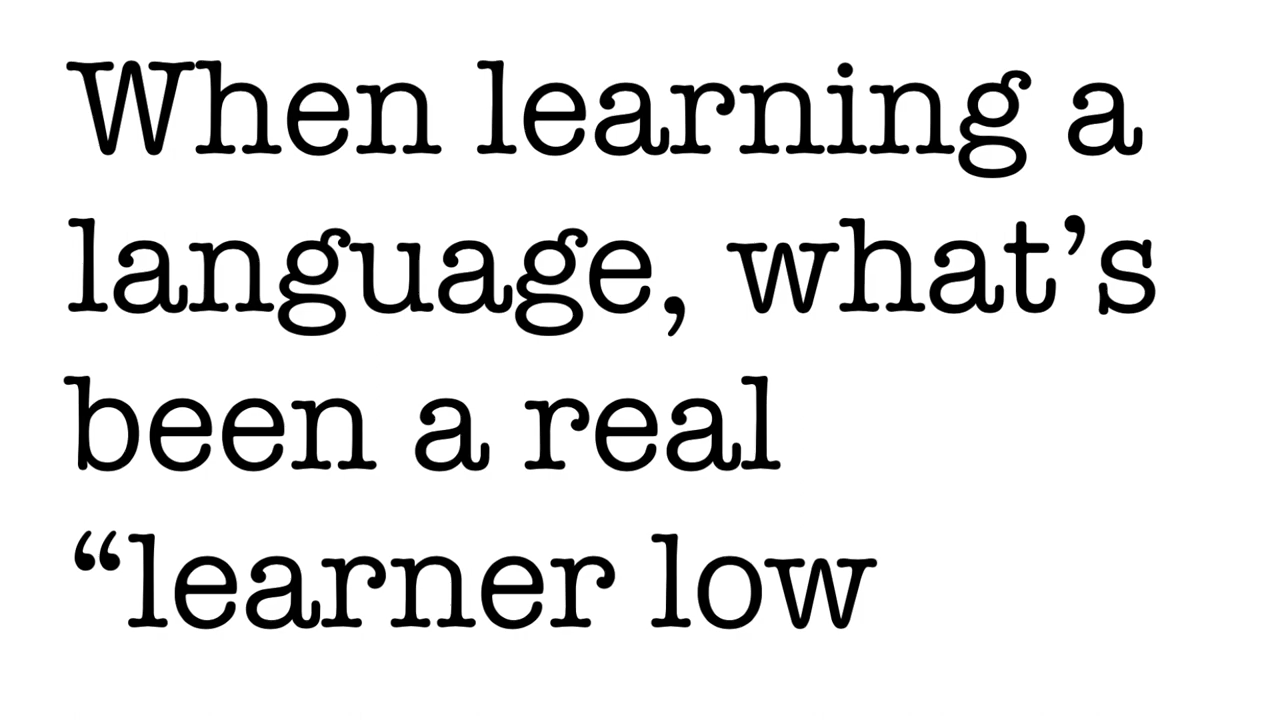 When learning a
language, what’s
been a real
“learner low